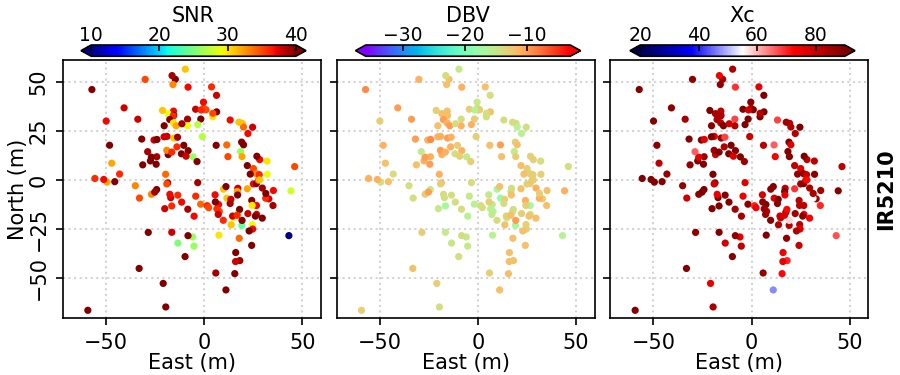 SNR DBV Xc
10 20 30 40 −30 −20 −10 20 40 60 80
50
25
0
−25
−50
North (m)
−50 0 50 −50 0 50 −50 0 50
East (m) East (m) East (m)
IR5210